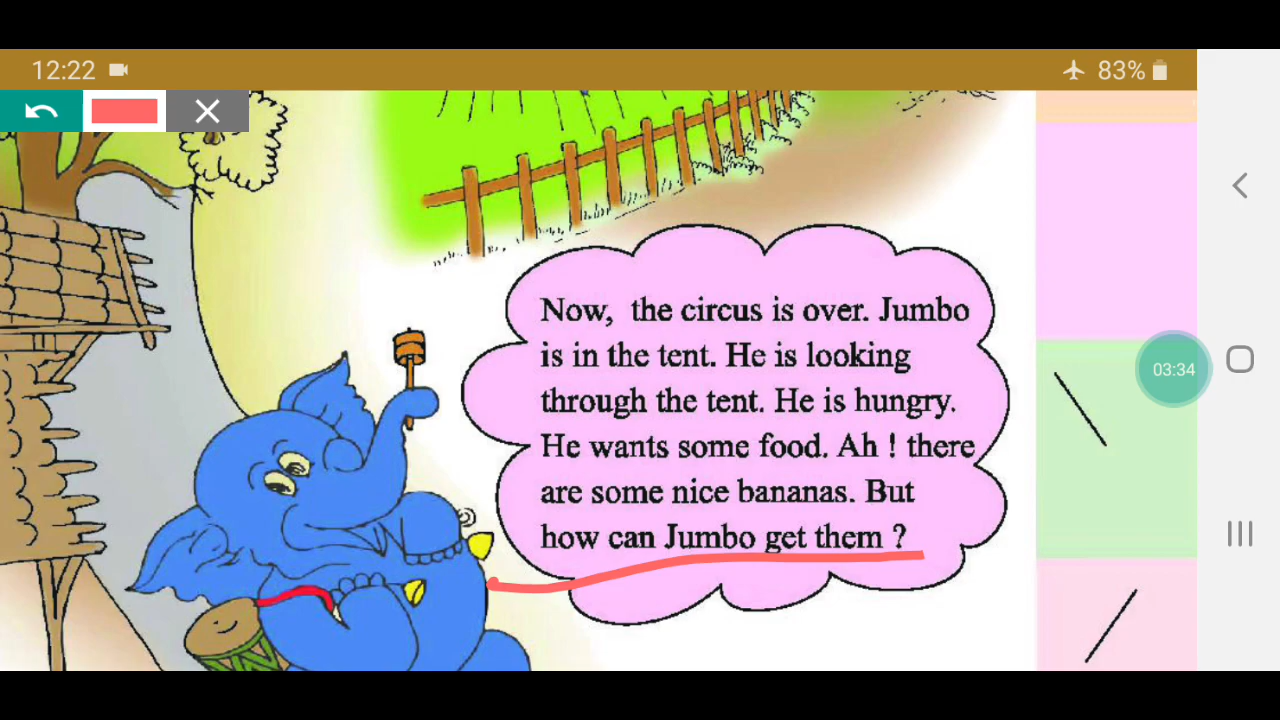 12:22
83%
Now, the circus is over. Jumbo
is in the tent. He is looking
through the tent. He is hungry.
He wants some food. Ah ! there
are some nice bananas. But
how can Jumbo get them ?
03:34